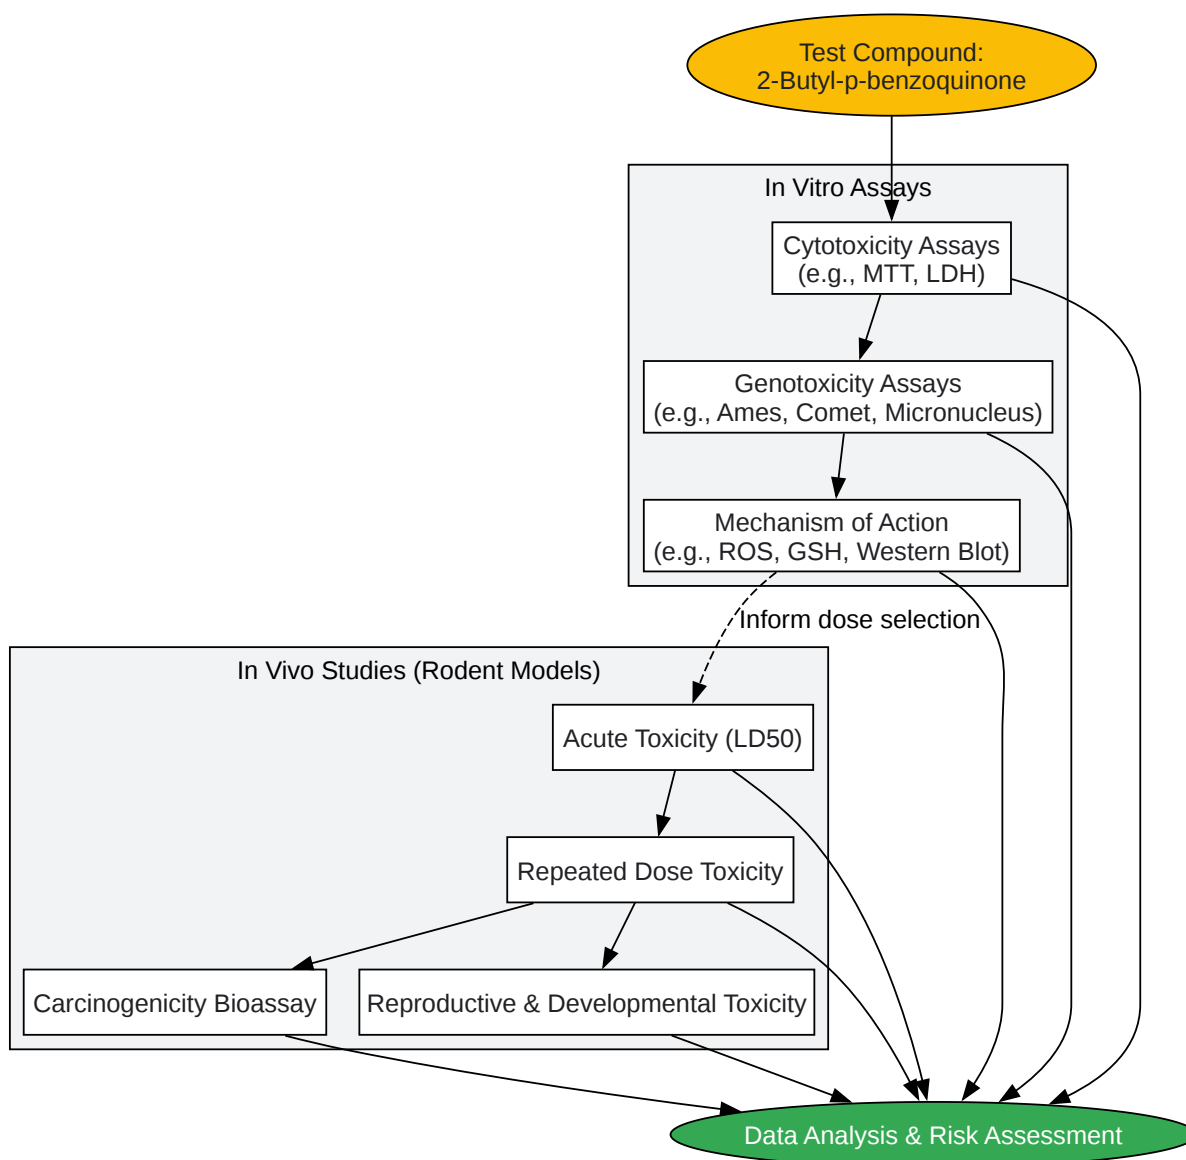 Test Compound:
2-Butyl-p-benzoquinone
In Vitro Assays
Cytotoxicity Assays
(e.g., MTT, LDH)
Genotoxicity Assays
(e.g., Ames, Comet, Micronucleus)
Mechanism of Action
(e.g., ROS, GSH, Western Blot)
Inform dose selection
In Vivo Studies (Rodent Models)
Acute Toxicity (LD50)
Repeated Dose Toxicity
Carcinogenicity Bioassay
Reproductive & Developmental Toxicity
Data Analysis & Risk Assessment